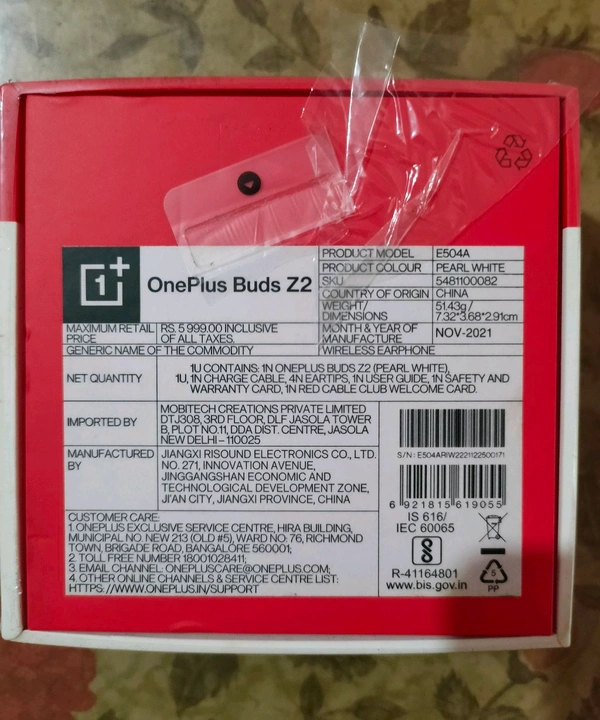 OnePlus Buds Z2
PRODUCT MODEL E504A
PRODUCT COLOUR PEARL WHITE
SKU 5481100082
COUNTRY OF ORIGIN CHINA
WEIGHT/ 51.43g/
DIMENSIONS 7.32*3.68*2.91cm
MONTH & YEAR OF
MANUFACTURE NOV-2021
MAXIMUM RETAIL RS. 5 999.00 INCLUSIVE
PRICE OF ALL TAXES.
GENERIC NAME OF THE COMMODITY WIRELESS EARPHONE
NET QUANTITY
1U CONTAINS: 1N ONEPLUS BUDS Z2 (PEARL WHITE),
1U, 1N CHARGE CABLE, 4N EARTIPS, 1N USER GUIDE, 1N SAFETY AND
WARRANTY CARD, 1N RED CABLE CLUB WELCOME CARD.
IMPORTED BY
MOBITECH CREATIONS PRIVATE LIMITED
DTJ308, 3RD FLOOR, DLF JASOLA TOWER
B, PLOT NO.11, DDA DIST. CENTRE, JASOLA
NEW DELHI – 110025
MANUFACTURED
BY
JIANGXI RISOUND ELECTRONICS CO., LTD.
NO. 271, INNOVATION AVENUE,
JINGGANGSHAN ECONOMIC AND
TECHNOLOGICAL DEVELOPMENT ZONE,
JI'AN CITY, JIANGXI PROVINCE, CHINA
CUSTOMER CARE:
1. ONEPLUS EXCLUSIVE SERVICE CENTRE, HIRA BUILDING,
MUNICIPAL NO. NEW 213 (OLD #5), WARD NO: 76, RICHMOND
TOWN, BRIGADE ROAD, BANGALORE 560001;
2. TOLL FREE NUMBER 18001028411;
3. EMAIL CHANNEL: ONEPLUSCARE@ONEPLUS.COM;
4. OTHER ONLINE CHANNELS & SERVICE CENTRE LIST:
HTTPS://WWW.ONEPLUS.IN/SUPPORT
S/N: E504ARIW2221122500171
6 921815 619055
IS 616/
IEC 60065
R-41164801
www.bis.gov.in
5
PP